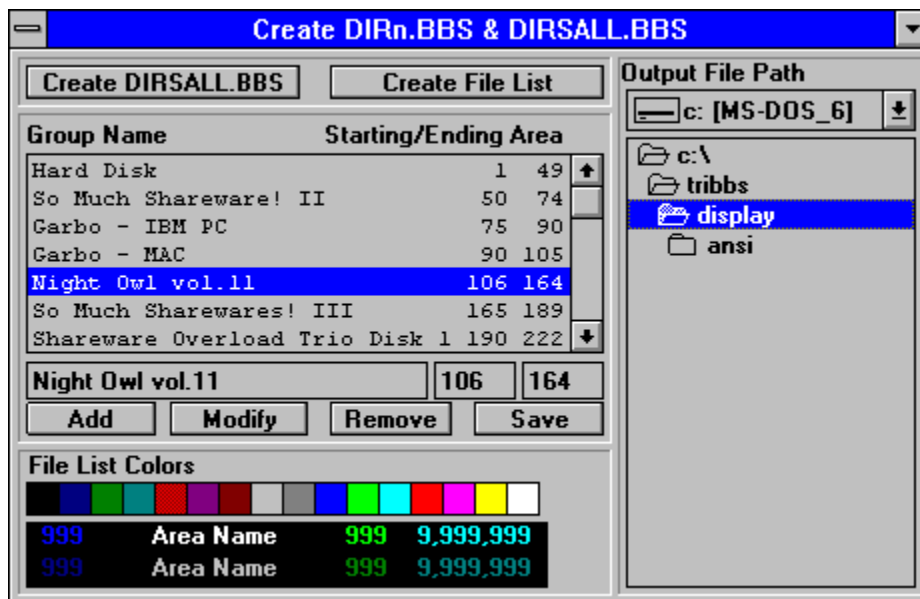 Create DIRn.BBS & DIRSALL.BBS
Create DIRSALL.BBS
Create File List
Group Name Starting/Ending Area
Hard Disk 1 49
So Much Shareware! II 50 74
Garbo - IBM PC 75 90
Garbo - MAC 90 105
Night Owl vol.11 106 164
So Much Sharewares! III 165 189
Shareware Overload Trio Disk 1 190 222
Night Owl vol.11 106 164
Add Modify Remove Save
File List Colors
999 Area Name 999 9,999,999
999 Area Name 999 9,999,999
Output File Path
c: [MS-DOS_6]
c:\
tribbs
display
ansi